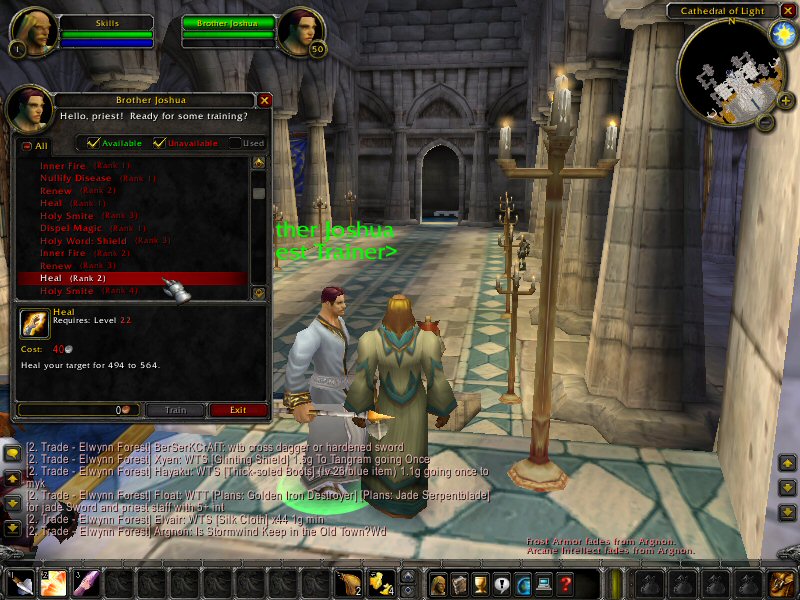 Skills
1
Brother Joshua
50
Cathedral of Light
N
Brother Joshua
Hello, priest! Ready for some training?
All
Available
Unavailable
Used
Inner Fire (Rank 1)
Nullify Disease (Rank 1)
Renew (Rank 2)
Heal (Rank 1)
Holy Smite (Rank 3)
Dispel Magic (Rank 1)
Holy Word: Shield (Rank 3)
Inner Fire (Rank 2)
Renew (Rank 3)
Heal (Rank 2)
Holy Smite (Rank 4)
ther Joshua
est Trainer>
Heal
Requires: Level 22
Cost: 40
Heal your target for 494 to 564.
0
Train
Exit
[2. Trade - Elwynn Forest] BerSerKCrAfT: wtb cross dagger or hardened sword
[2. Trade - Elwynn Forest] Xyen: WTS [Glinting Shield] 1.5g To Tangram going Once
[2. Trade - Elwynn Forest] Hayaku: WTS [Thick-soled Boots] (lv 26 blue item) 1.1g going once to
myk
[2. Trade - Elwynn Forest] Float: WTT [Plans: Golden Iron Destroyer] [Plans: Jade Serpentblade]
for jade Sword and priest staff with 5+ int
[2. Trade - Elwynn Forest] Elvair: WTS [Silk Cloth] x44 1g min
[2. Trade - Elwynn Forest] Argnon: Is Stormwind Keep in the Old Town?Wd
Frost Armor fades from Argnon.
Arcane Intellect fades from Argnon.
1
2
3
2
4